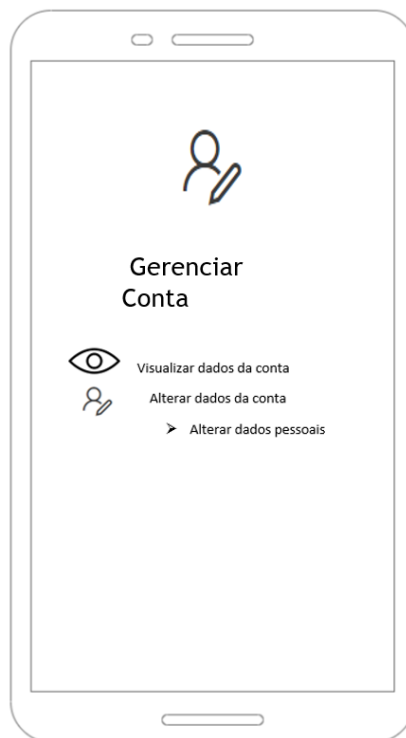 Gerenciar
Conta
Visualizar dados da conta
Alterar dados da conta
Alterar dados pessoais